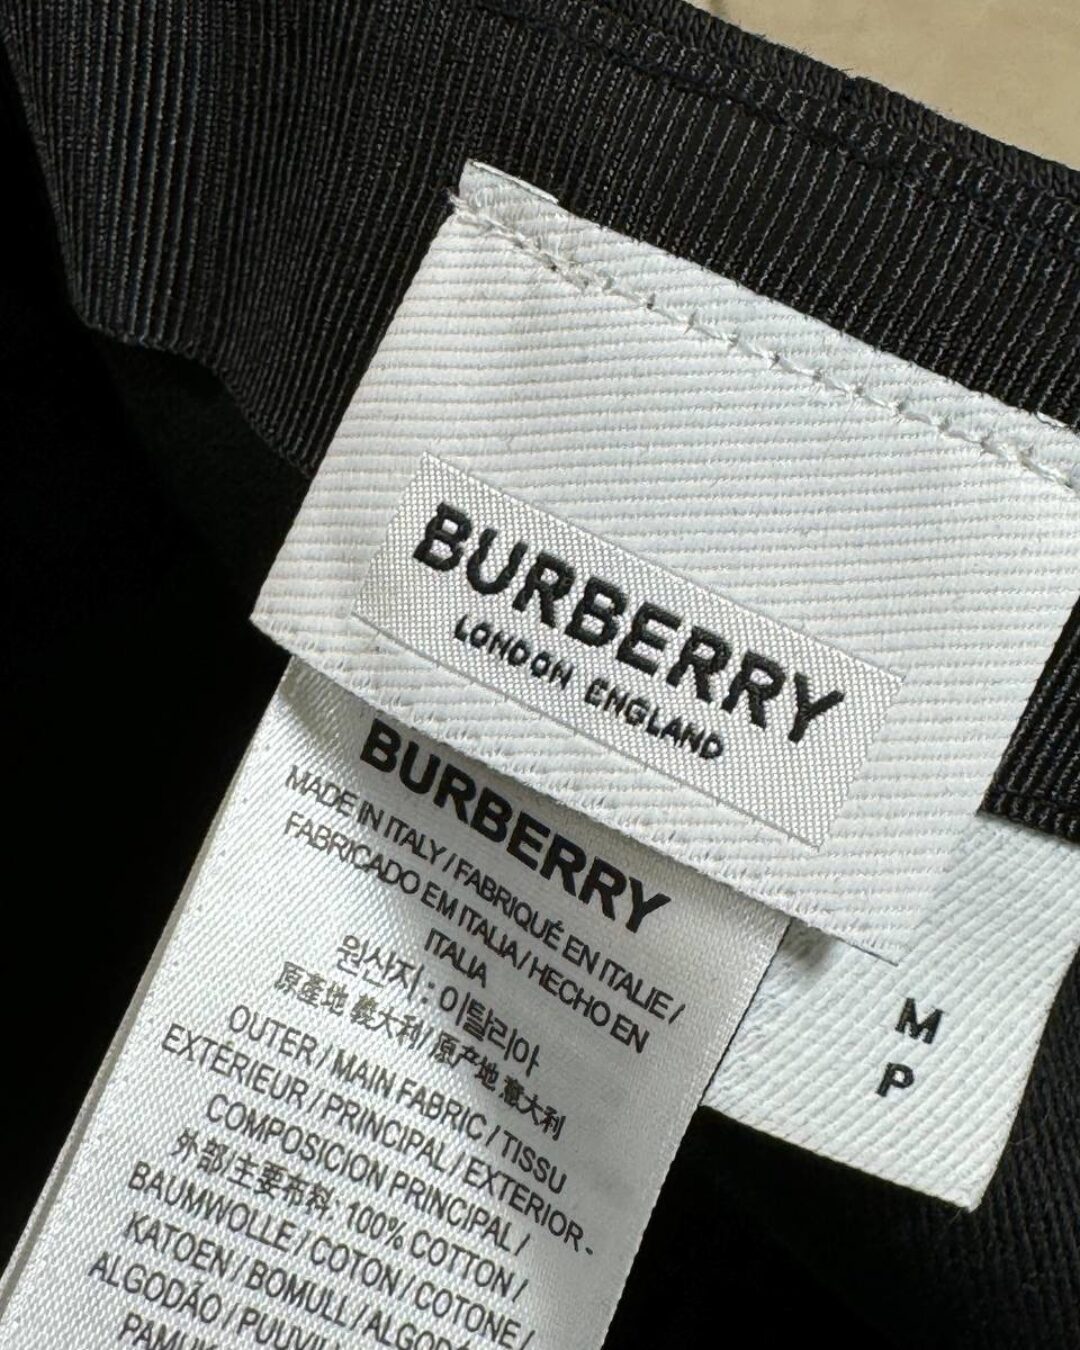 BURBERRY
LONDON ENGLAND
BURBERRY
MADE IN ITALY / FABRIQUÉ EN ITALIE /
FABRICADO EM ITALIA / HECHO EN
ITALIA
원산지 : 이탈리아
原產地 義大利/ 原产地 意大利
OUTER / MAIN FABRIC / TISSU
EXTÉRIEUR / PRINCIPAL / EXTERIOR -
COMPOSICION PRINCIPAL /
外部/主要布料: 100% COTTON /
BAUMWOLLE / COTON / COTONE /
KATOEN / BOMULL / ALGOD
ALGODÃO / PUUVIL
PAMUK
M
P